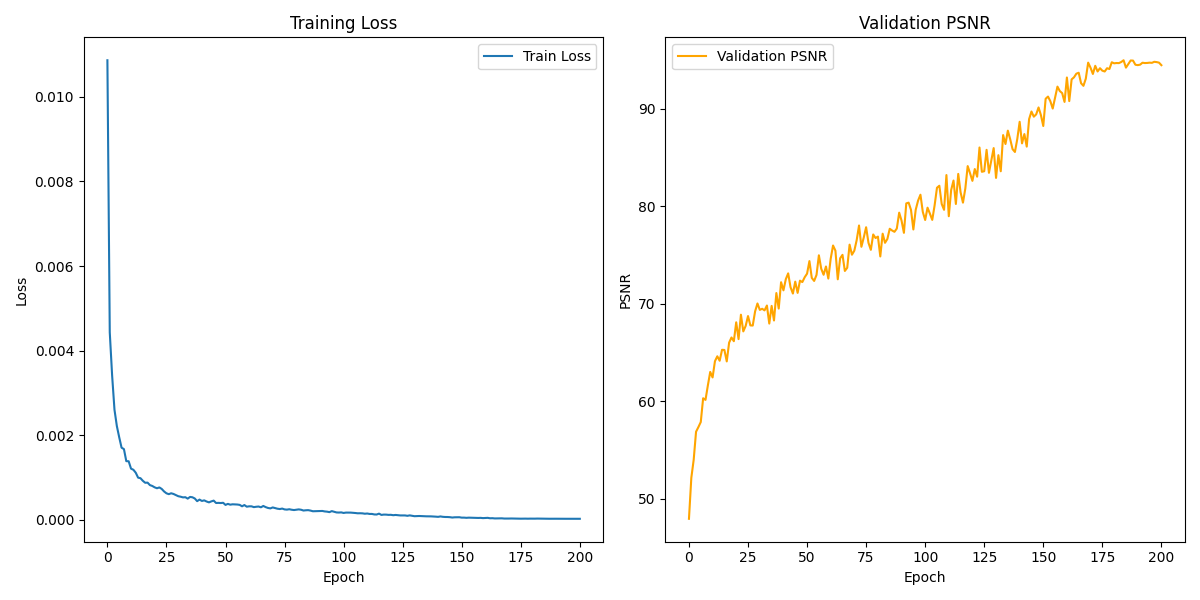 Training Loss
Train Loss
0.010
0.008
0.006
0.004
0.002
0.000
Loss
0 25 50 75 100 125 150 175 200
Epoch
Validation PSNR
Validation PSNR
90
80
70
60
50
PSNR
0 25 50 75 100 125 150 175 200
Epoch